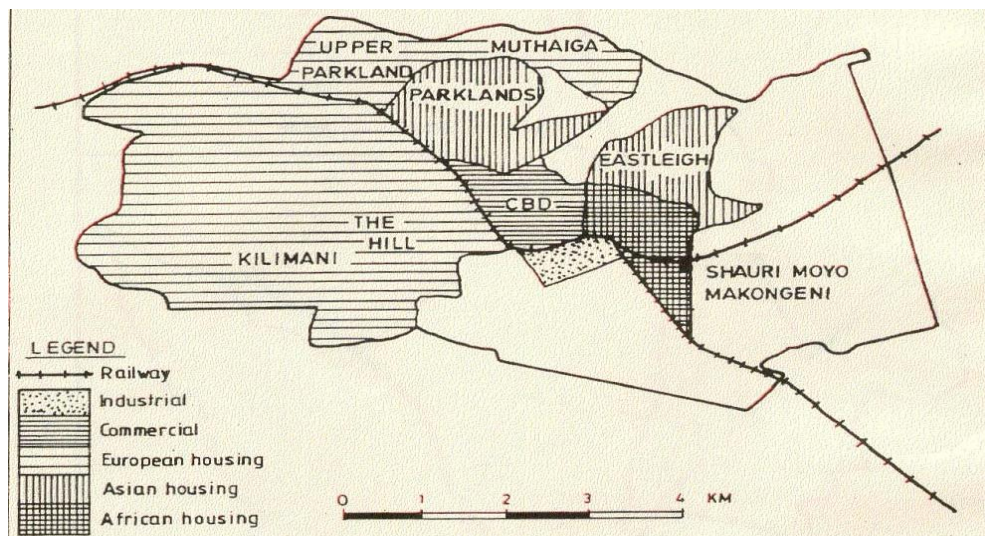 UPPER
PARKLAND
MUTHAIGA
PARKLANDS
EASTLEIGH
CBD
THE
HILL
KILIMANI
SHAURI MOYO
MAKONGENI
LEGEND
Railway
Industrial
Commercial
European housing
Asian housing
African housing
0 1 2 3 4 KM